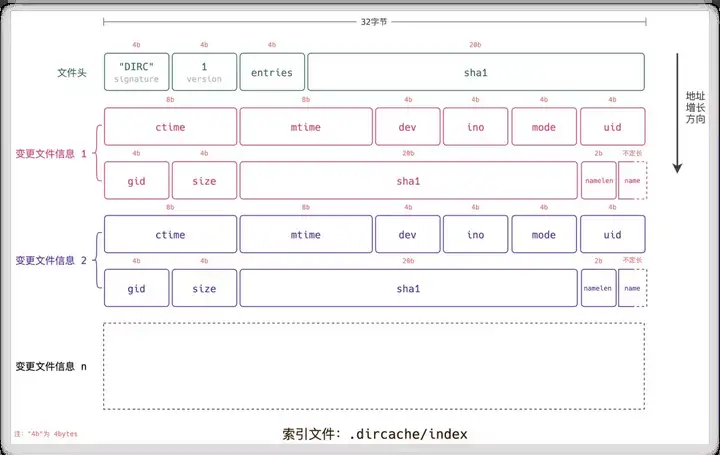 32字节
4b 4b 4b 20b
文件头 "DIRC" 1 entries sha1
signature version
地址
增长
方向
8b 8b 4b 4b 4b 4b
ctime mtime dev ino mode uid
变更文件信息 1
4b 4b 20b 2b 不定长
gid size sha1 namelen name
8b 8b 4b 4b 4b 4b
ctime mtime dev ino mode uid
变更文件信息 2
4b 4b 20b 2b 不定长
gid size sha1 namelen name
变更文件信息 n
注: "4b"为 4bytes
索引文件: .dircache/index